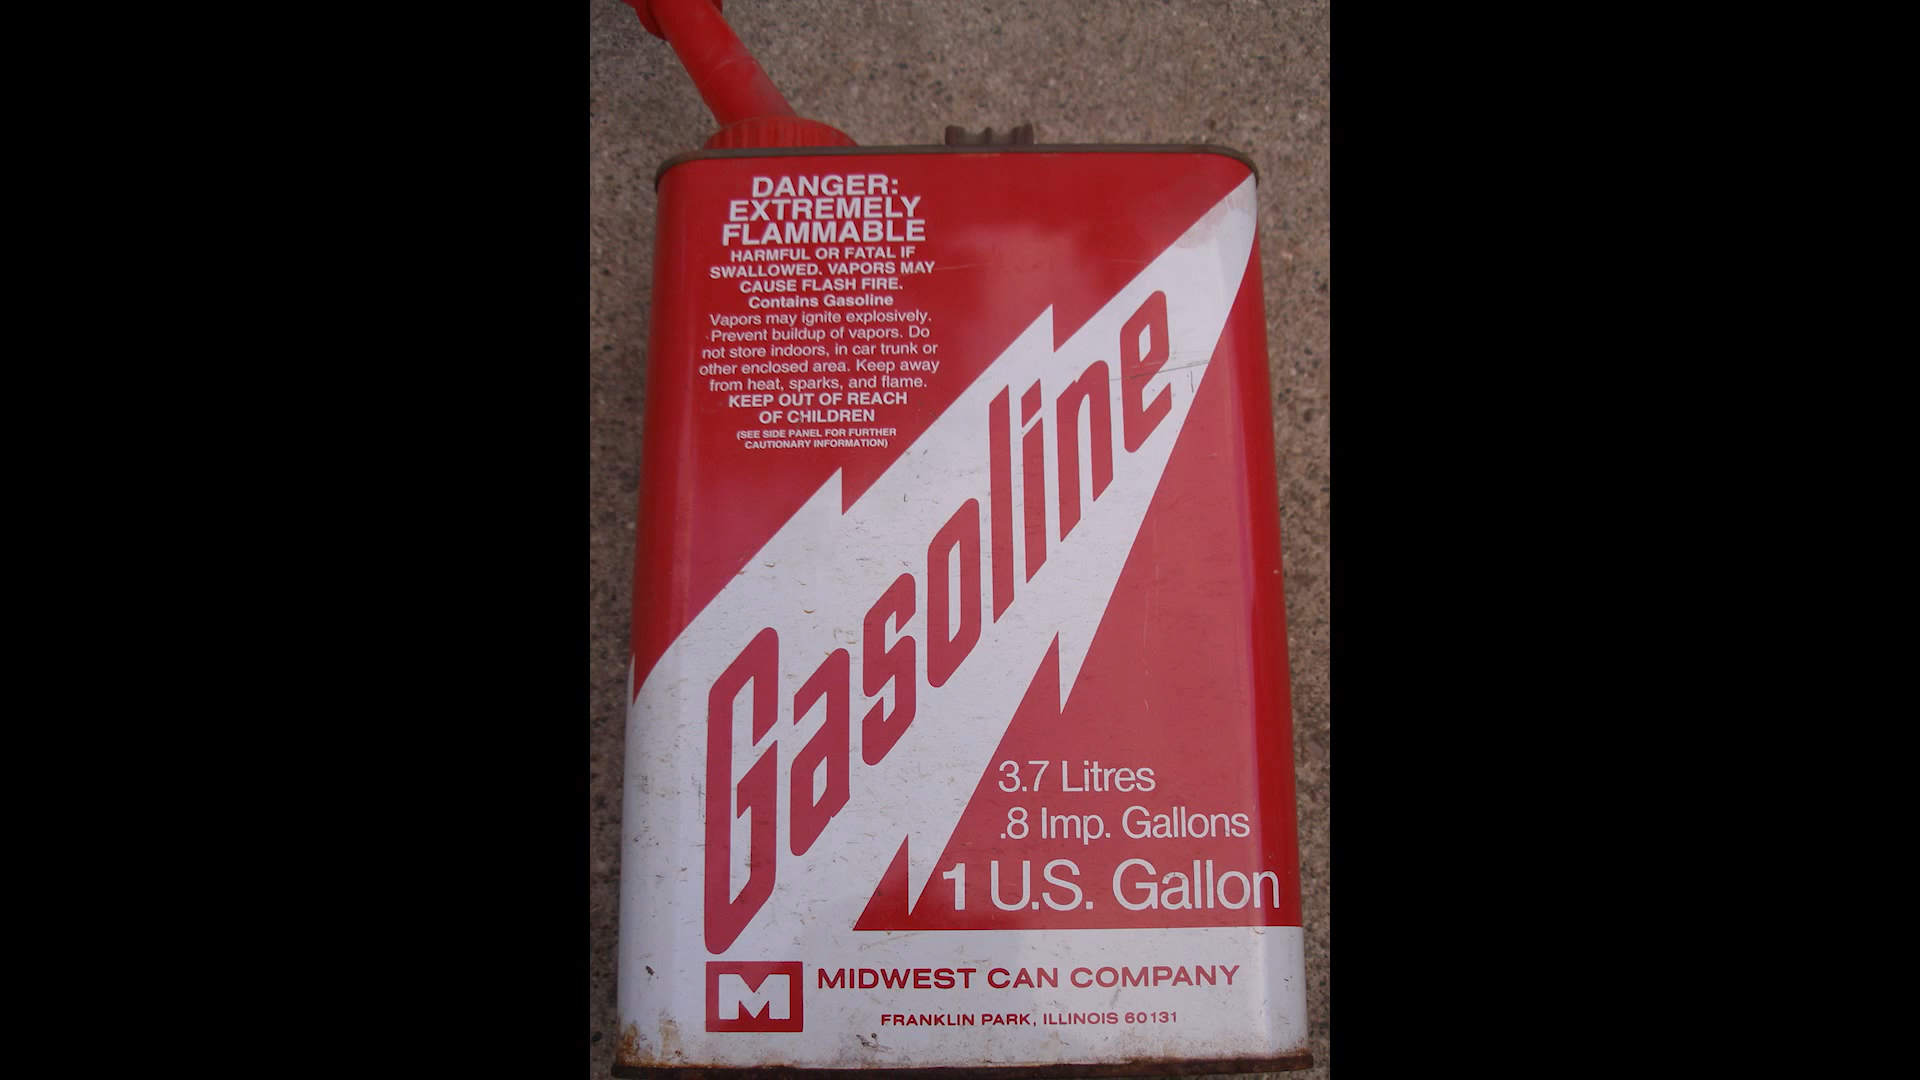 DANGER:
EXTREMELY
FLAMMABLE
HARMFUL OR FATAL IF
SWALLOWED. VAPORS MAY
CAUSE FLASH FIRE.
Contains Gasoline
Vapors may ignite explosively.
Prevent buildup of vapors. Do
not store indoors, in car trunk or
other enclosed area. Keep away
from heat, sparks, and flame.
KEEP OUT OF REACH
OF CHILDREN
(SEE SIDE PANEL FOR FURTHER
CAUTIONARY INFORMATION)
Gasoline
3.7 Litres
.8 Imp. Gallons
1 U.S. Gallon
M MIDWEST CAN COMPANY
FRANKLIN PARK, ILLINOIS 60131